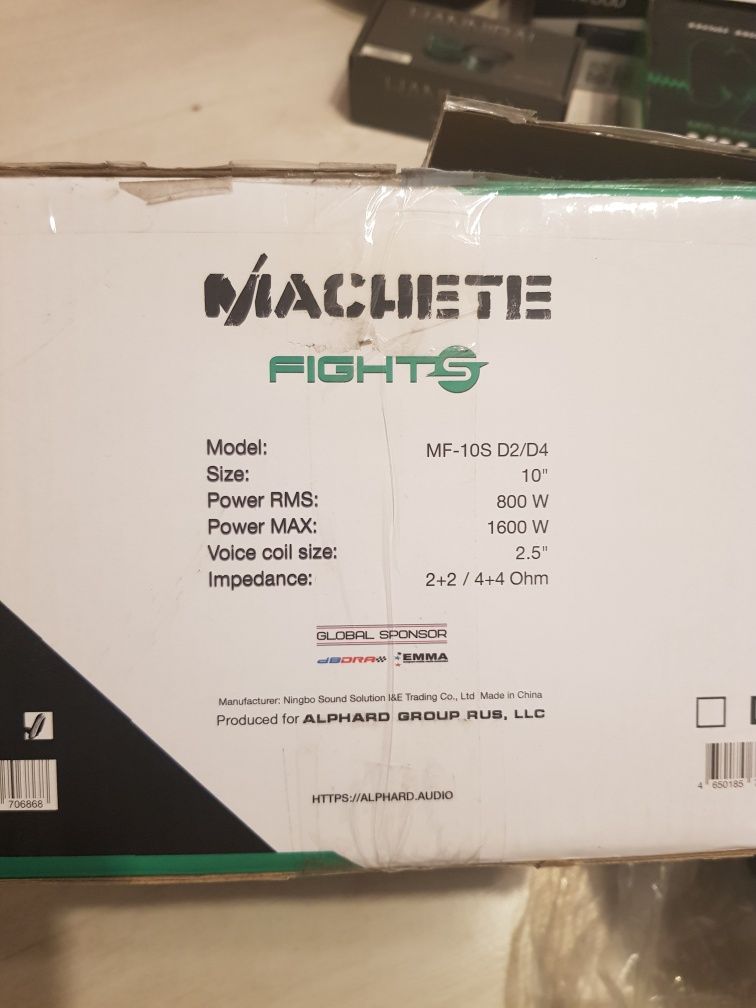 MACHETE
FIGHTS
Model: MF-10S D2/D4
Size: 10"
Power RMS: 800 W
Power MAX: 1600 W
Voice coil size: 2.5"
Impedance: 2+2 / 4+4 Ohm
GLOBAL SPONSOR
dBDRA EMMA
Manufacturer: Ningbo Sound Solution I&E Trading Co., Ltd Made in China
Produced for ALPHARD GROUP RUS, LLC
706868
4 650185
HTTPS://ALPHARD.AUDIO